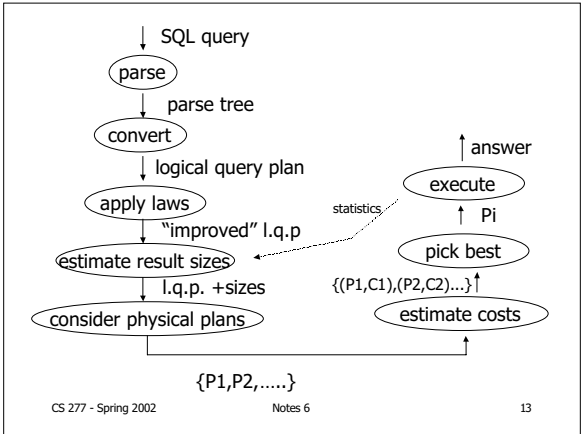 SQL query
parse
parse tree
convert
logical query plan
apply laws
“improved” l.q.p
estimate result sizes
l.q.p. +sizes
consider physical plans
{P1,P2,…..}
estimate costs
{(P1,C1),(P2,C2)...}
pick best
Pi
execute
answer
statistics
CS 277 - Spring 2002
Notes 6
13